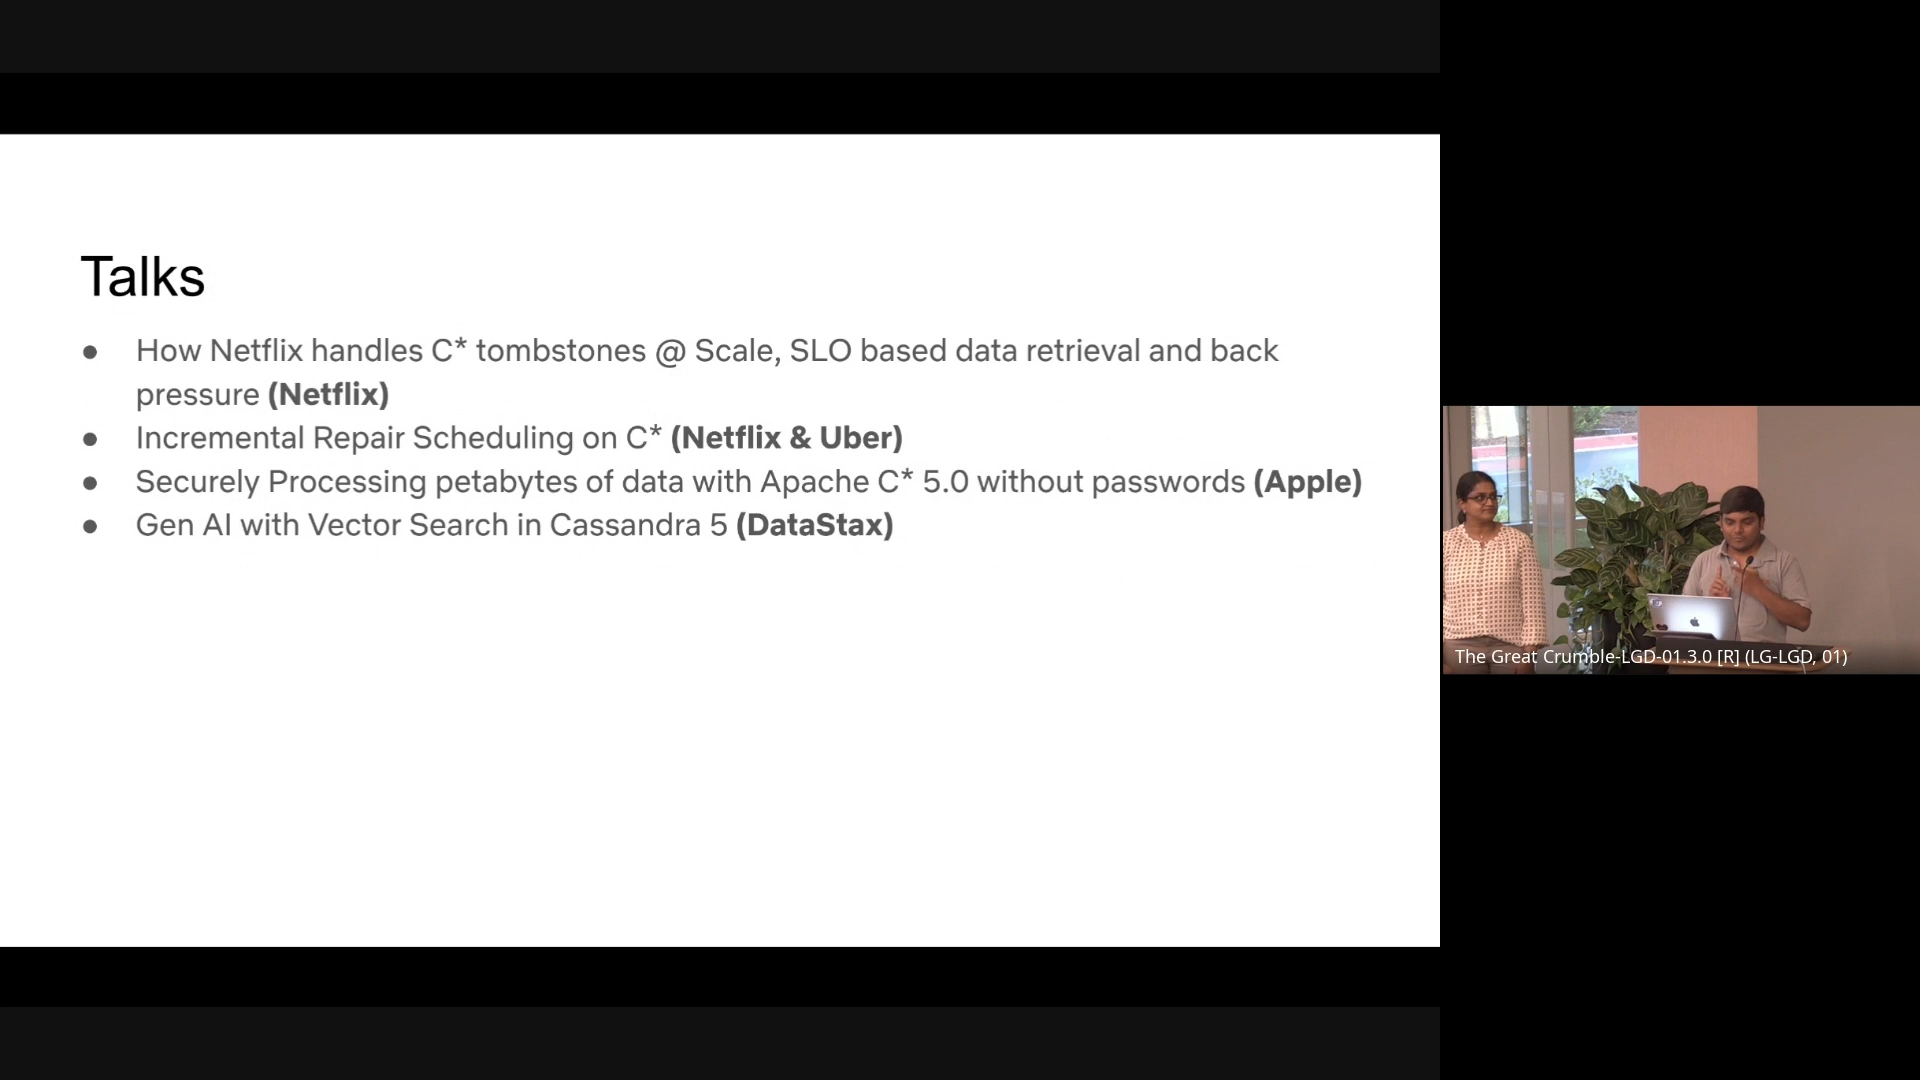 Talks
● How Netflix handles C* tombstones @ Scale, SLO based data retrieval and back
pressure (Netflix)
● Incremental Repair Scheduling on C* (Netflix & Uber)
● Securely Processing petabytes of data with Apache C* 5.0 without passwords (Apple)
● Gen AI with Vector Search in Cassandra 5 (DataStax)
The Great Crumble-LGD-01.3.0 [R] (LG-LGD, 01)